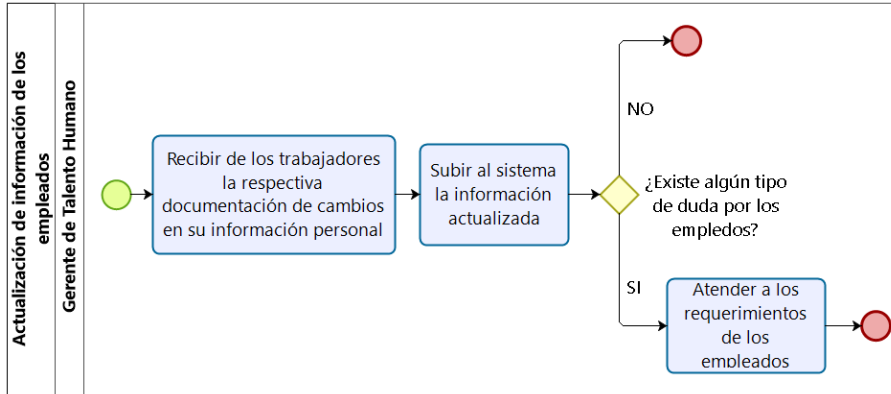 Actualización de información de los
empleados
Gerente de Talento Humano
Recibir de los trabajadores
la respectiva
documentación de cambios
en su información personal
Subir al sistema
la información
actualizada
NO
¿Existe algún tipo
de duda por los
empledos?
SI
Atender a los
requerimientos
de los
empleados